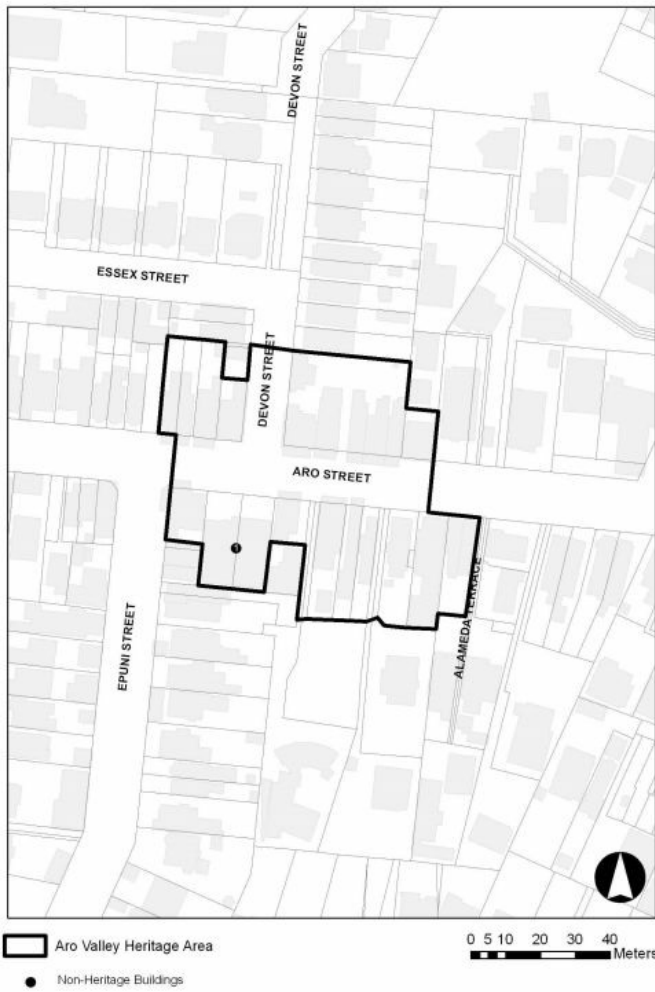 DEVON STREET
ESSEX STREET
DEVON STREET
ARO STREET
EPUNI STREET
ALAMEDA TERRACE
Aro Valley Heritage Area
Non-Heritage Buildings
0 5 10 20 30 40
Meters